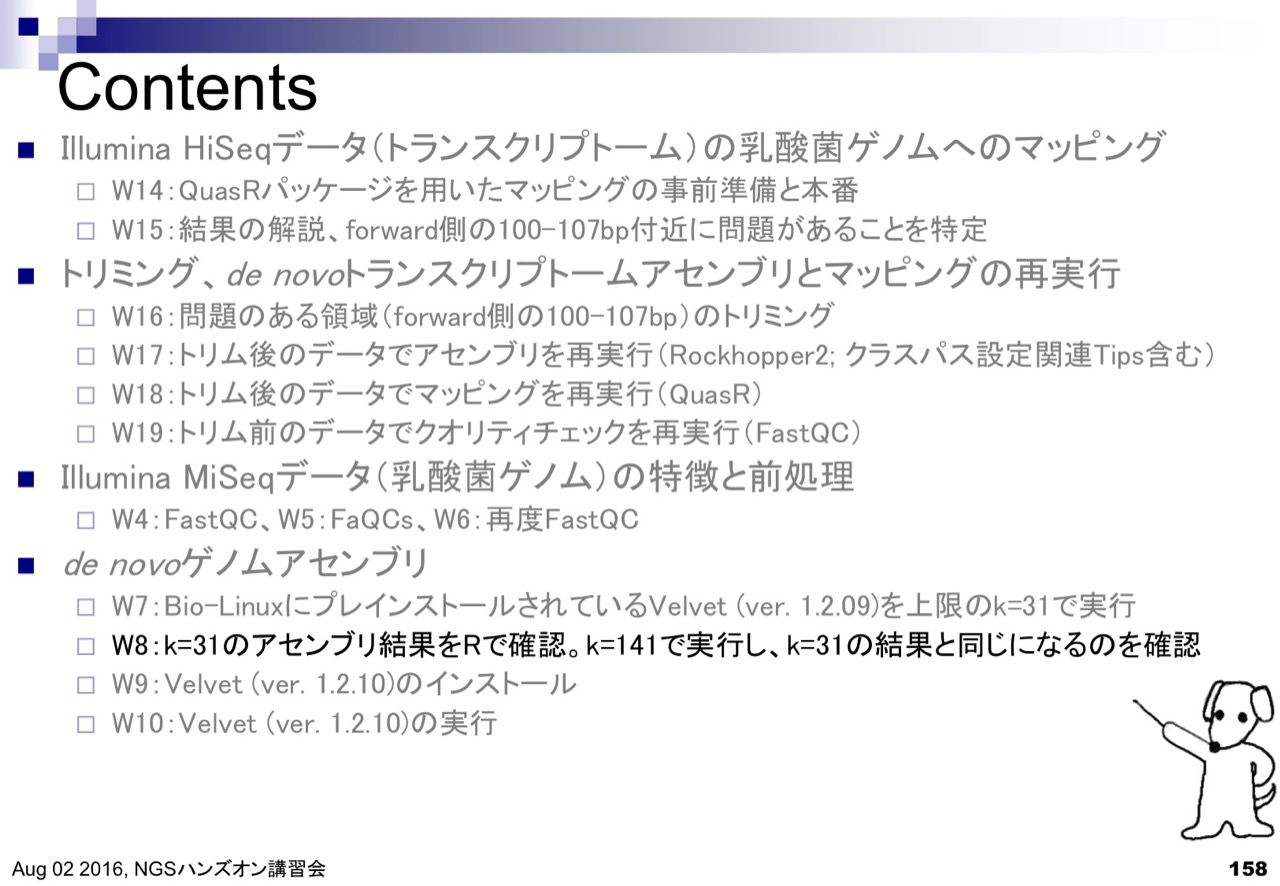 Contents
Illumina HiSeqデータ（トランスクリプトーム）の乳酸菌ゲノムへのマッピング
W14：QuasRパッケージを用いたマッピングの事前準備と本番
W15：結果の解説、forward側の100-107bp付近に問題があることを特定
トリミング、de novoトランスクリプトームアセンブリとマッピングの再実行
W16：問題のある領域（forward側の100-107bp）のトリミング
W17：トリム後のデータでアセンブリを再実行（Rockhopper2; クラスパス設定関連Tips含む）
W18：トリム後のデータでマッピングを再実行（QuasR）
W19：トリム前のデータでクオリティチェックを再実行（FastQC）
Illumina MiSeqデータ（乳酸菌ゲノム）の特徴と前処理
W4：FastQC、W5：FaQCs、W6：再度FastQC
de novoゲノムアセンブリ
W7：Bio-LinuxにプレインストールされているVelvet (ver. 1.2.09)を上限のk=31で実行
W8：k=31のアセンブリ結果をRで確認。k=141で実行し、k=31の結果と同じになるのを確認
W9：Velvet (ver. 1.2.10)のインストール
W10：Velvet (ver. 1.2.10)の実行
Aug 02 2016, NGSハンズオン講習会
158